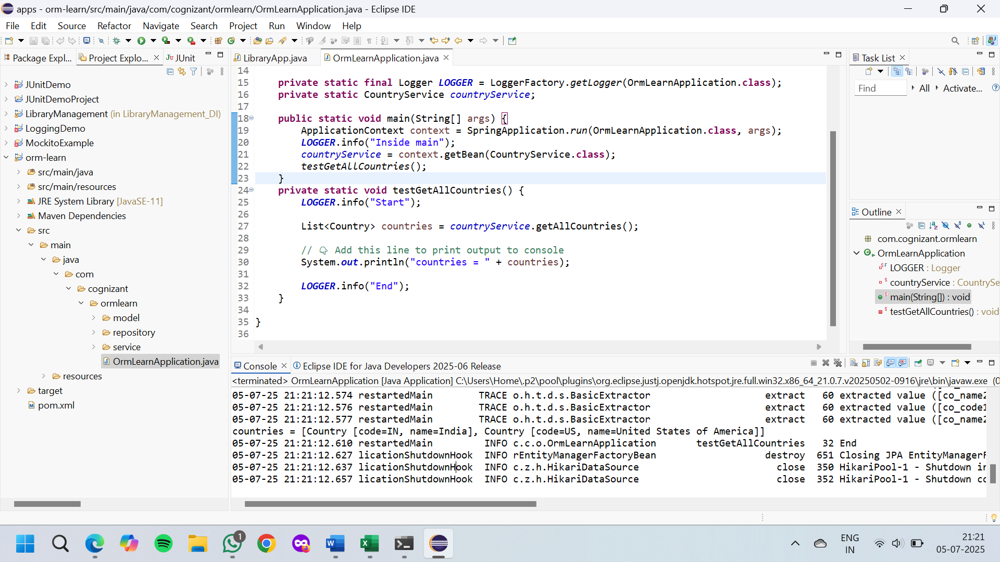 apps - orm-learn/src/main/java/com/cognizant/ormlearn/OrmLearnApplication.java - Eclipse IDE
File Edit Source Refactor Navigate Search Project Run Window Help
Package Expl... Project Explo... JUnit
JUnitDemo
JUnitDemoProject
LibraryManagement (in LibraryManagement_DI)
LoggingDemo
MockitoExample
orm-learn
src/main/java
src/main/resources
JRE System Library [JavaSE-11]
Maven Dependencies
src
main
java
com
cognizant
ormlearn
model
repository
service
OrmLearnApplication.java
resources
target
pom.xml
LibraryApp.java OrmLearnApplication.java
14
15 private static final Logger LOGGER = LoggerFactory.getLogger(OrmLearnApplication.class);
16 private static CountryService countryService;
17
18 public static void main(String[] args) {
19 ApplicationContext context = SpringApplication.run(OrmLearnApplication.class, args);
20 LOGGER.info("Inside main");
21 countryService = context.getBean(CountryService.class);
22 testGetAllCountries();
23 }
24 private static void testGetAllCountries() {
25 LOGGER.info("Start");
26
27 List<Country> countries = countryService.getAllCountries();
28
29 // 👇 Add this line to print output to console
30 System.out.println("countries = " + countries);
31
32 LOGGER.info("End");
33 }
34
35 }
36
Task List
Find All Activate...
Outline
com.cognizant.ormlearn
OrmLearnApplication
LOGGER : Logger
countryService : CountrySe
main(String[]) : void
testGetAllCountries() : void
Console Eclipse IDE for Java Developers 2025-06 Release
<terminated> OrmLearnApplication [Java Application] C:\Users\Home\.p2\pool\plugins\org.eclipse.justj.openjdk.hotspot.jre.full.win32.x86_64_21.0.7.v20250502-0916\jre\bin\javaw.exe (0
05-07-25 21:21:12.574 restartedMain TRACE o.h.t.d.s.BasicExtractor extract 60 extracted value ([co_name2
05-07-25 21:21:12.576 restartedMain TRACE o.h.t.d.s.BasicExtractor extract 60 extracted value ([co_code1
05-07-25 21:21:12.577 restartedMain TRACE o.h.t.d.s.BasicExtractor extract 60 extracted value ([co_name2
countries = [Country [code=IN, name=India], Country [code=US, name=United States of America]]
05-07-25 21:21:12.610 restartedMain INFO c.c.o.OrmLearnApplication testGetAllCountries 32 End
05-07-25 21:21:12.627 licationShutdownHook INFO rEntityManagerFactoryBean destroy 651 Closing JPA EntityManagerF
05-07-25 21:21:12.637 licationShutdownHook INFO c.z.h.HikariDataSource close 350 HikariPool-1 - Shutdown in
05-07-25 21:21:12.657 licationShutdownHook INFO c.z.h.HikariDataSource close 352 HikariPool-1 - Shutdown co
1
ENG
IN
21:21
05-07-2025